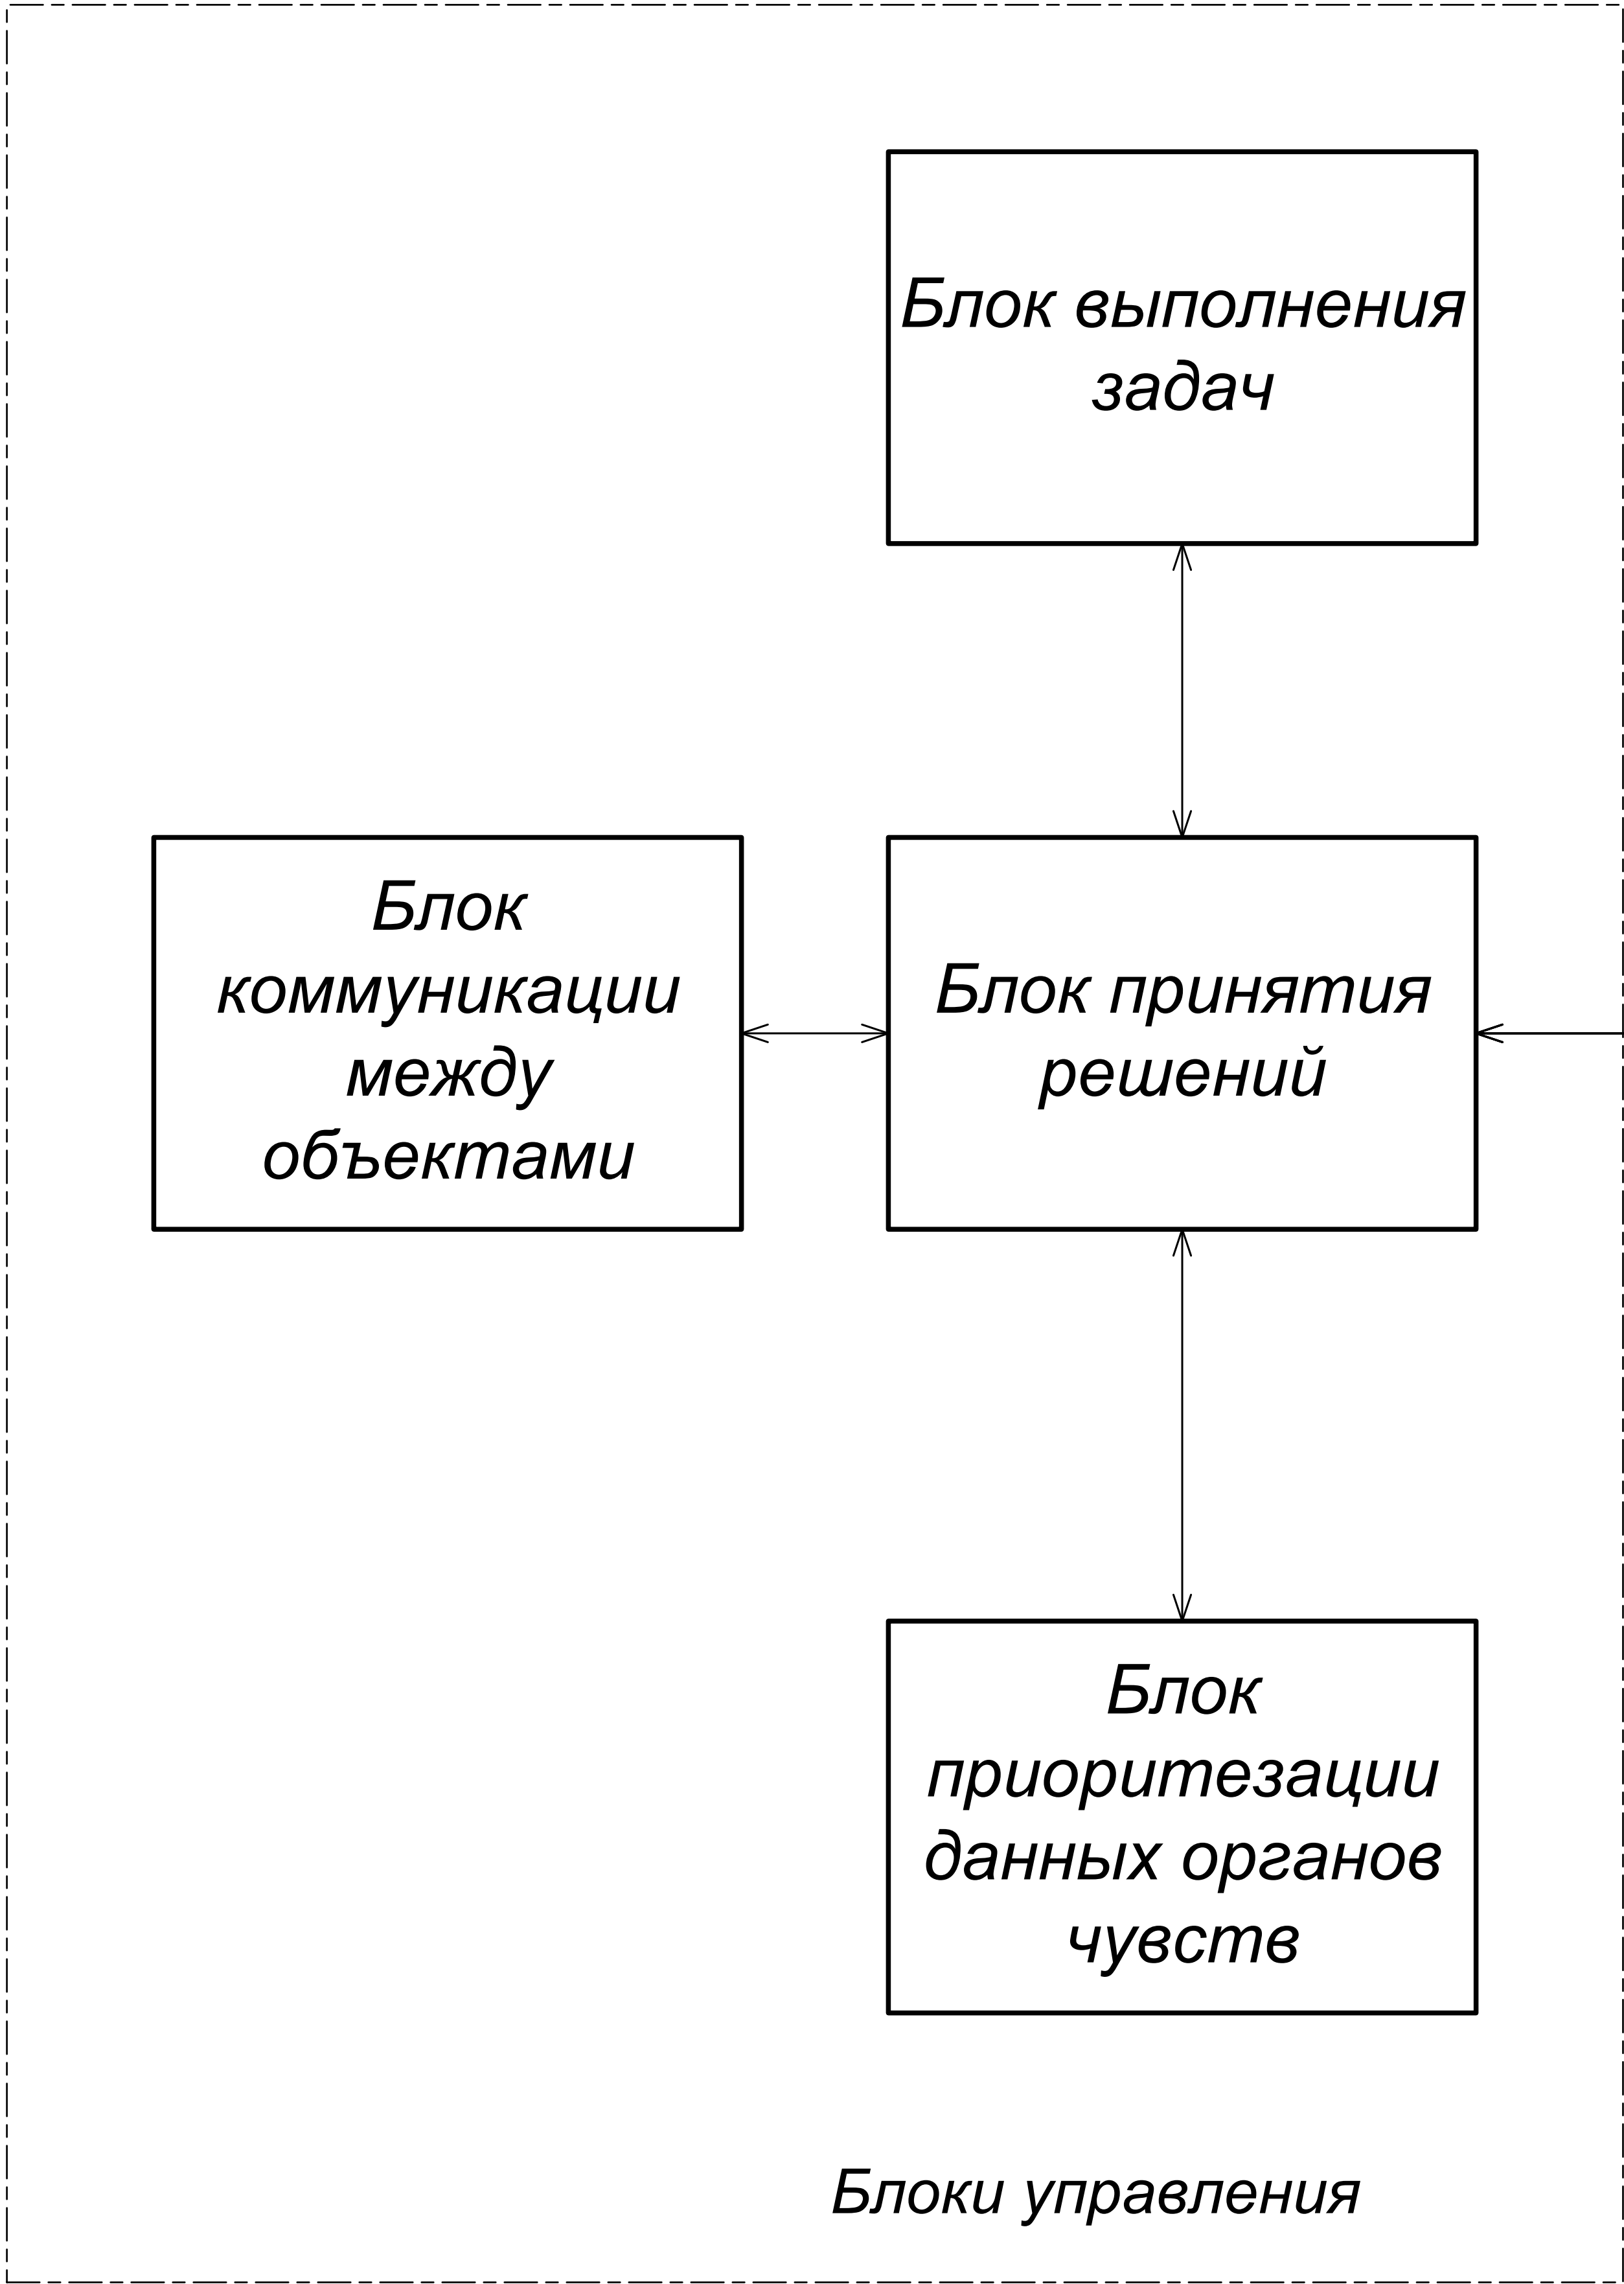 Блок выполнения
задач
Блок
коммуникации
между
объектами
Блок принятия
решений
Блок
приоритезации
данных органов
чувств
Блоки управления